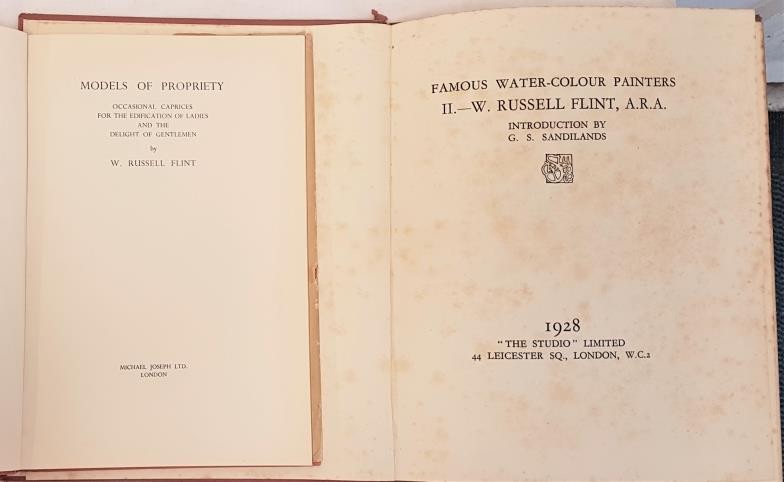 MODELS OF PROPRIETY
OCCASIONAL CAPRICES
FOR THE EDIFICATION OF LADIES
AND THE
DELIGHT OF GENTLEMEN
by
W. RUSSELL FLINT
MICHAEL JOSEPH LTD.
LONDON
FAMOUS WATER-COLOUR PAINTERS
II.—W. RUSSELL FLINT, A.R.A.
INTRODUCTION BY
G. S. SANDILANDS
1928
"THE STUDIO" LIMITED
44 LEICESTER SQ., LONDON, W.C.2